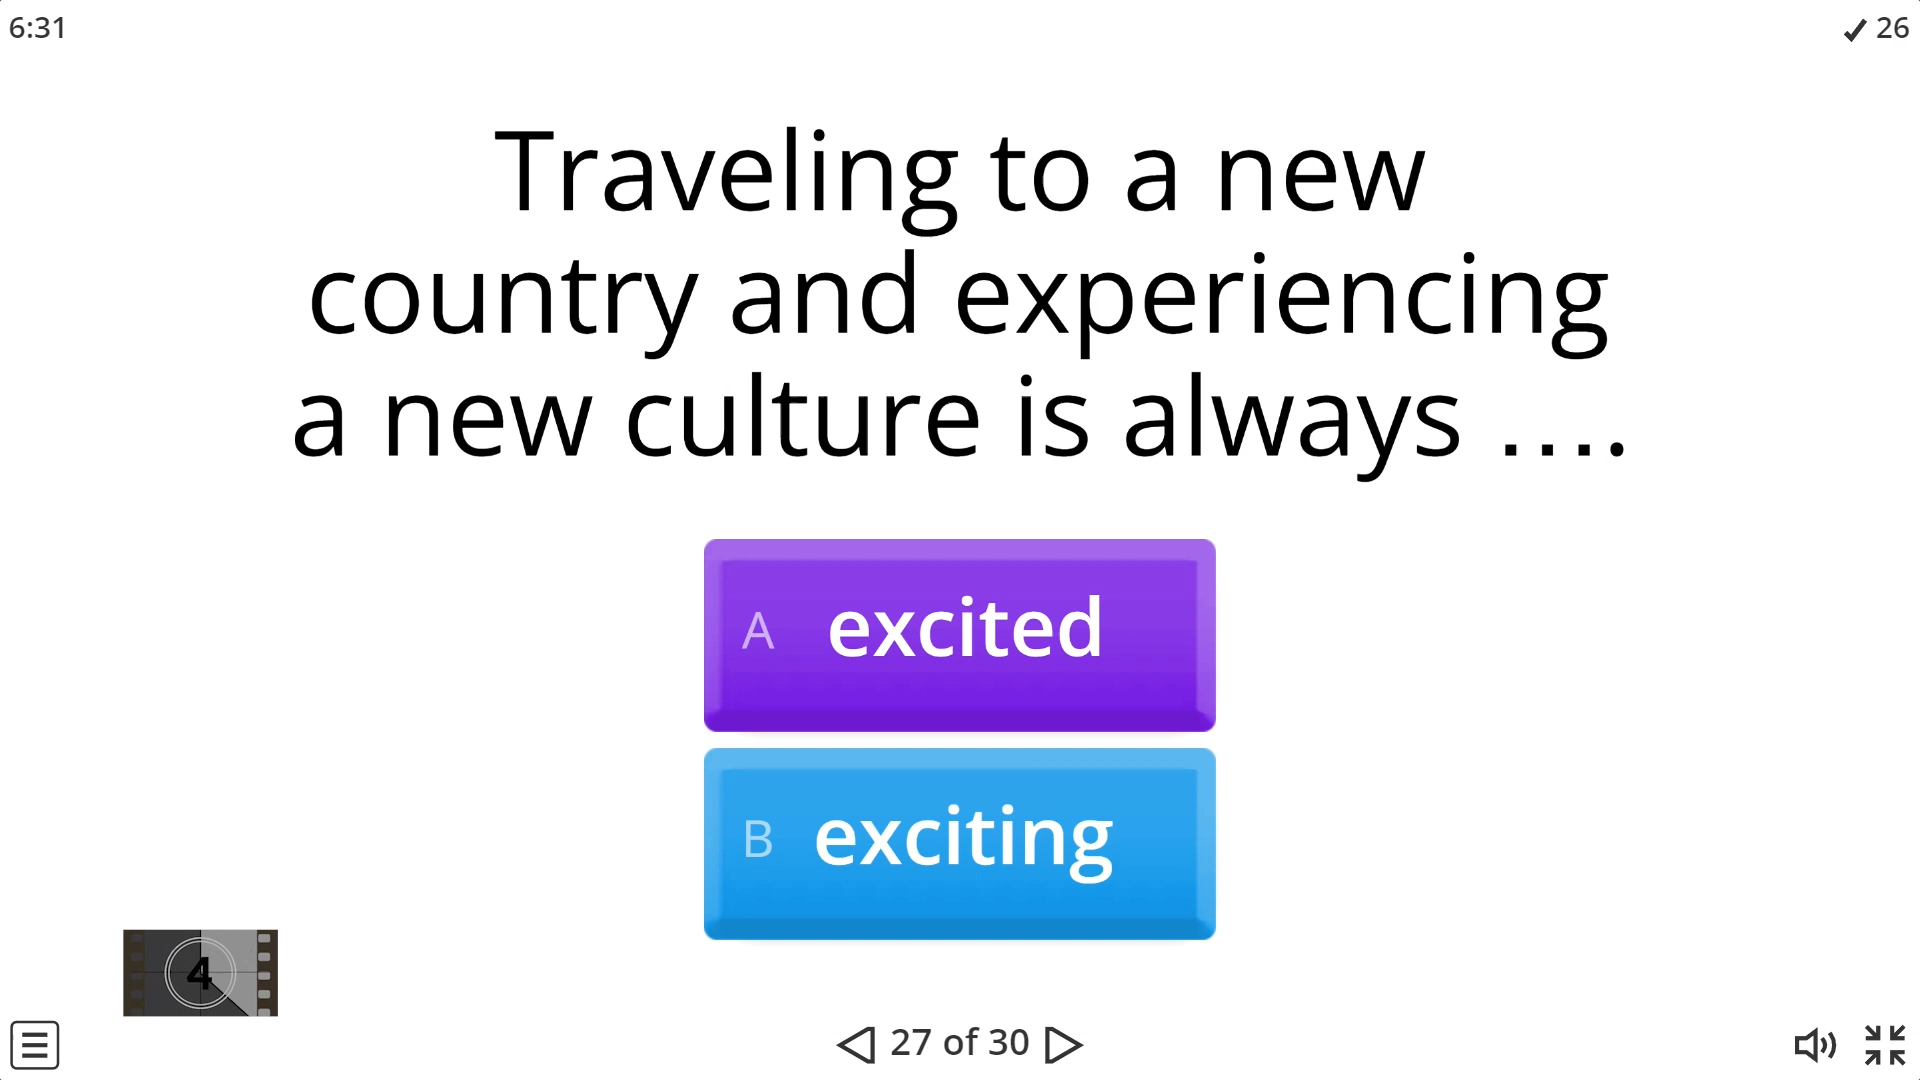 6:31
✓ 26
Traveling to a new
country and experiencing
a new culture is always ....
A excited
B exciting
4
27 of 30